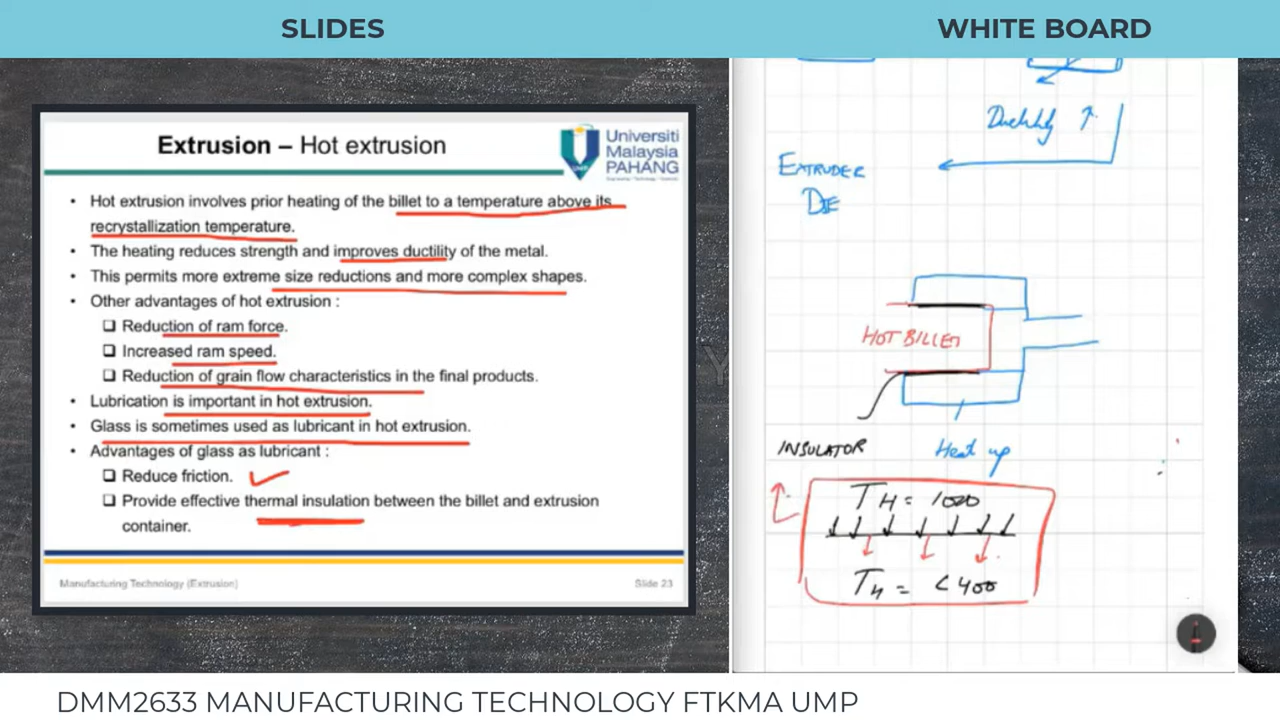 SLIDES
WHITE BOARD
Extrusion – Hot extrusion
Universiti
Malaysia
PAHANG
• Hot extrusion involves prior heating of the billet to a temperature above its
recrystallization temperature.
• The heating reduces strength and improves ductility of the metal.
• This permits more extreme size reductions and more complex shapes.
• Other advantages of hot extrusion :
❑ Reduction of ram force.
❑ Increased ram speed.
❑ Reduction of grain flow characteristics in the final products.
• Lubrication is important in hot extrusion.
• Glass is sometimes used as lubricant in hot extrusion.
• Advantages of glass as lubricant :
❑ Reduce friction.
❑ Provide effective thermal insulation between the billet and extrusion
container.
Manufacturing Technology (Extrusion)
Slide 23
Ductility ↑
EXTRUDER
DIE
HOT BILLET
INSULATOR
Heat up
TH = 1000
TH = < 400
DMM2633 MANUFACTURING TECHNOLOGY FTKMA UMP